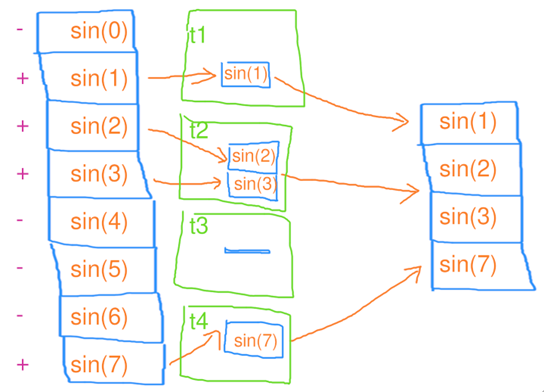 - sin(0)
+ sin(1)
+ sin(2)
+ sin(3)
- sin(4)
- sin(5)
- sin(6)
+ sin(7)
t1
sin(1)
t2
sin(2)
sin(3)
t3
t4
sin(7)
sin(1)
sin(2)
sin(3)
sin(7)